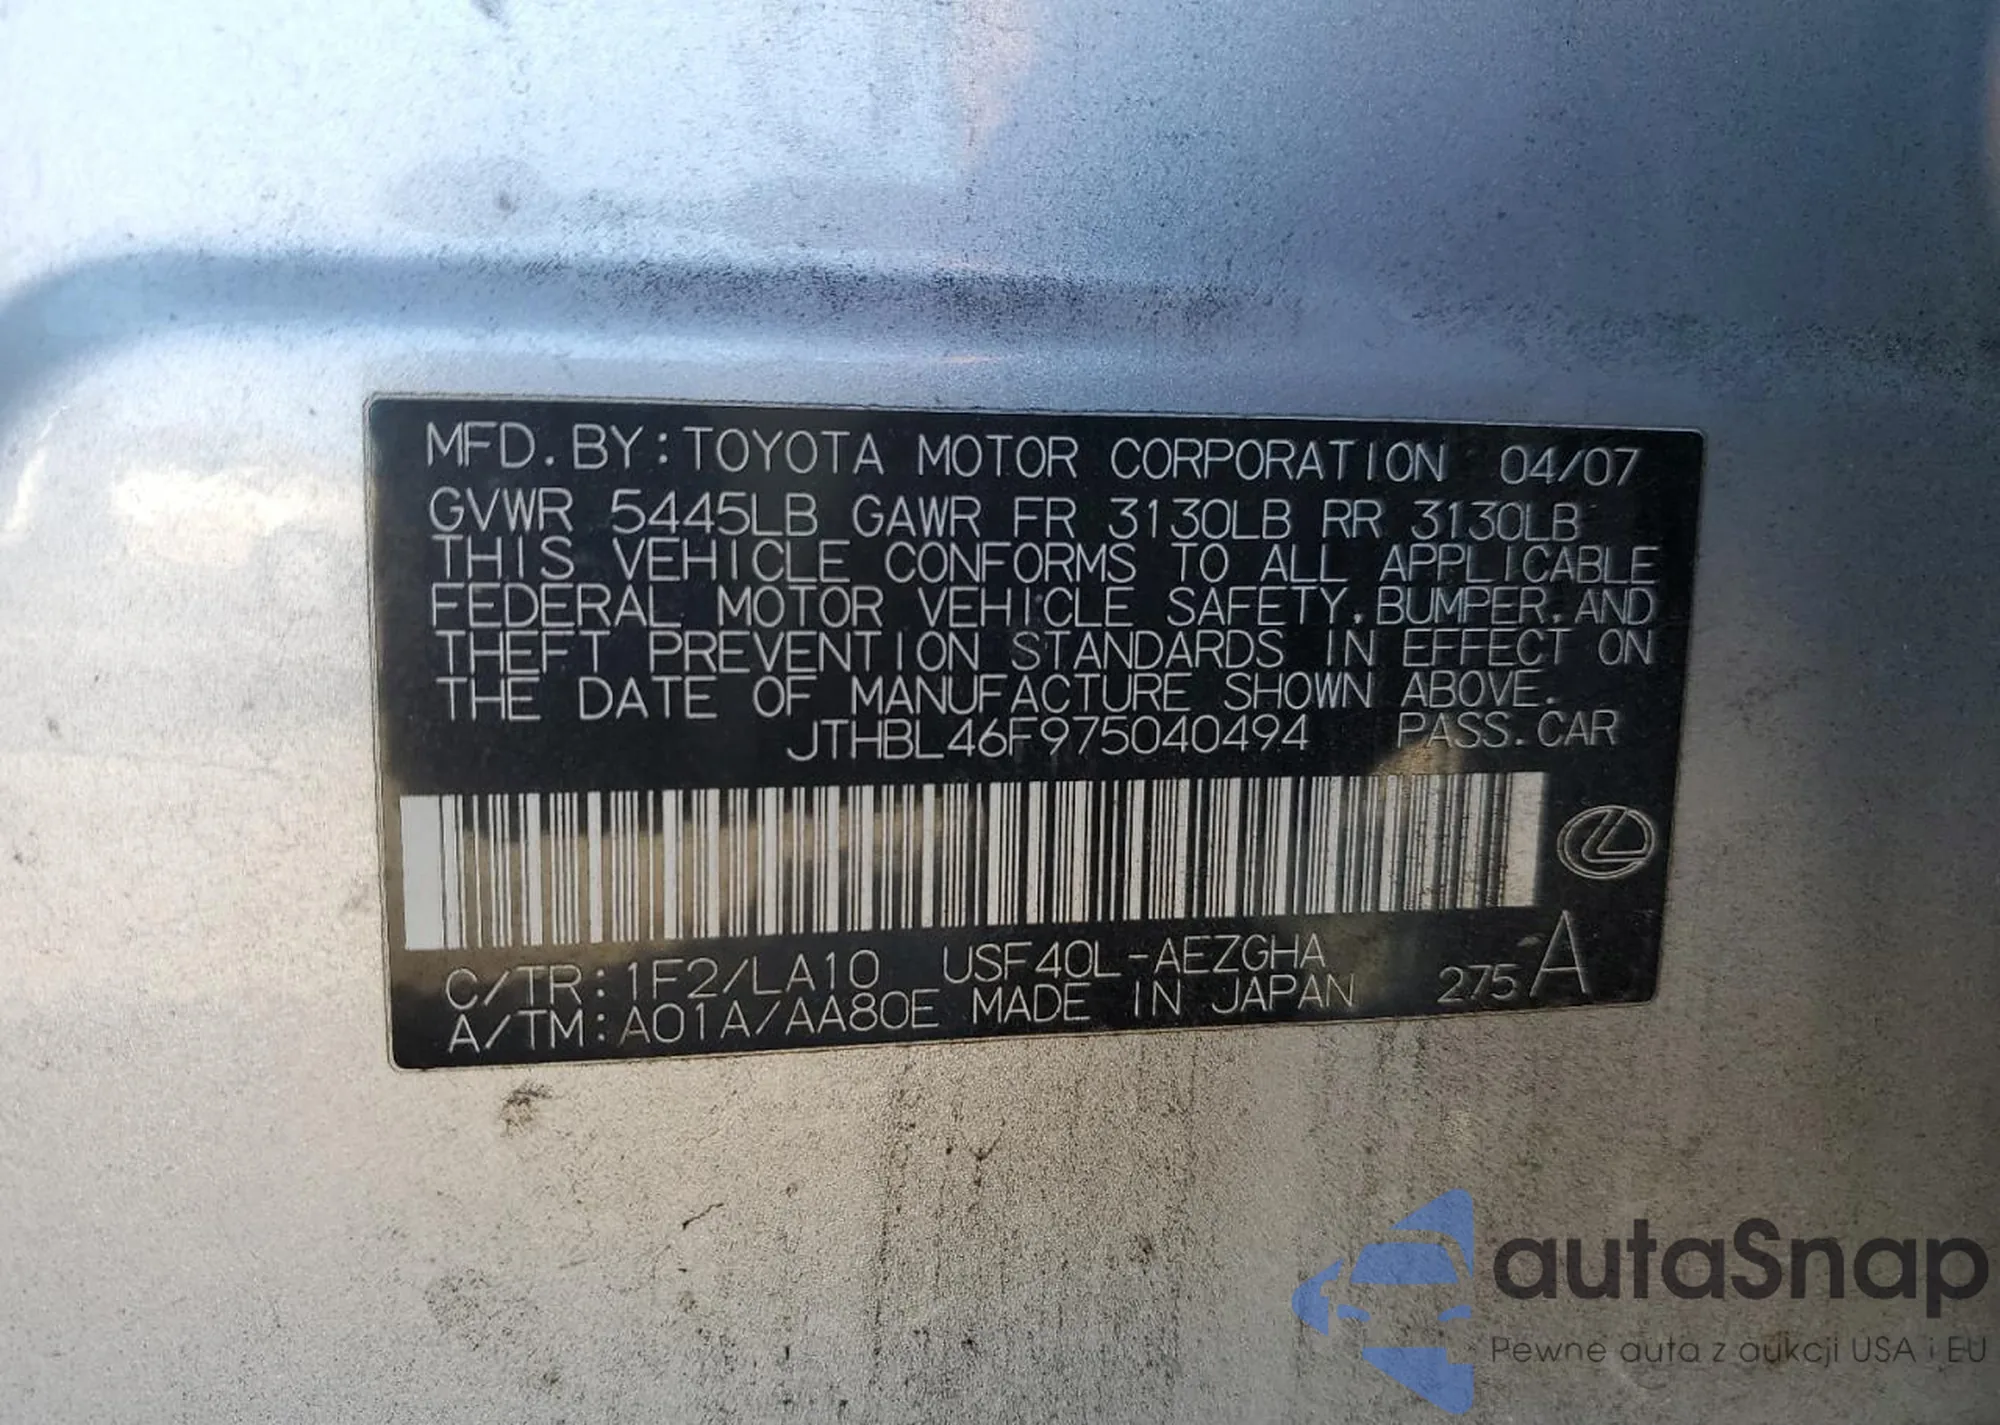 MFD.BY:TOYOTA MOTOR CORPORATION 04/07
GVWR 5445LB GAWR FR 3130LB RR 3130LB
THIS VEHICLE CONFORMS TO ALL APPLICABLE
FEDERAL MOTOR VEHICLE SAFETY,BUMPER,AND
THEFT PREVENTION STANDARDS IN EFFECT ON
THE DATE OF MANUFACTURE SHOWN ABOVE.
JTHBL46F975040494 PASS.CAR
C/TR:1F2/LA10 USF40L-AEZGHA
A/TM:A01A/AA80E MADE IN JAPAN 275 A
autaSnap
Pewne auta z aukcji USA i EU